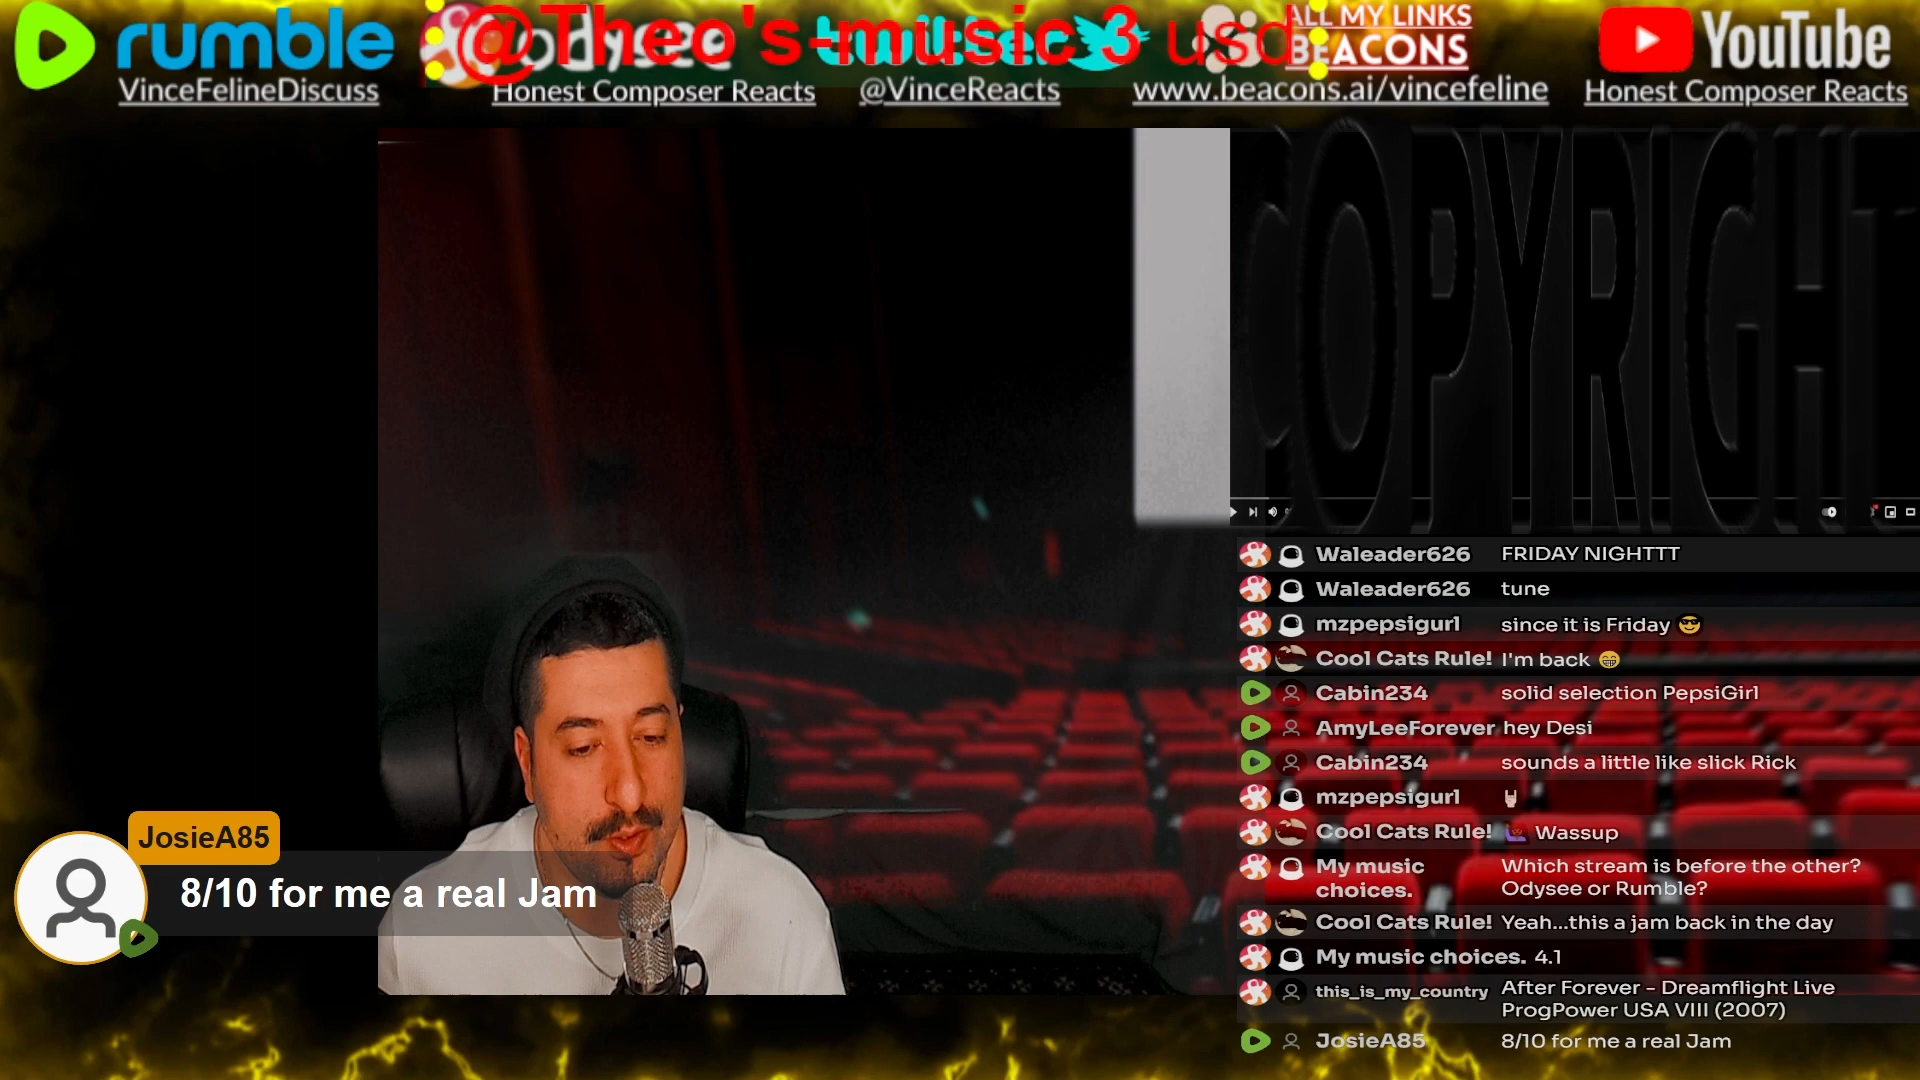 rumble
VinceFelineDiscuss
@Theo's-music 3 usd
odysee
Honest Composer Reacts
twitter
@VinceReacts
ALL MY LINKS
BEACONS
www.beacons.ai/vincefeline
YouTube
Honest Composer Reacts
COPYRIGHT
Waleader626 FRIDAY NIGHTTT
Waleader626 tune
mzpepsigurl since it is Friday 😎
Cool Cats Rule! I'm back 😁
Cabin234 solid selection PepsiGirl
AmyLeeForever hey Desi
Cabin234 sounds a little like slick Rick
mzpepsigurl 🤘🏻
Cool Cats Rule! 🙋🏾‍♀️ Wassup
My music choices. Which stream is before the other?
Odysee or Rumble?
Cool Cats Rule! Yeah...this a jam back in the day
My music choices. 4.1
this_is_my_country After Forever - Dreamflight Live
ProgPower USA VIII (2007)
JosieA85 8/10 for me a real Jam
JosieA85
8/10 for me a real Jam